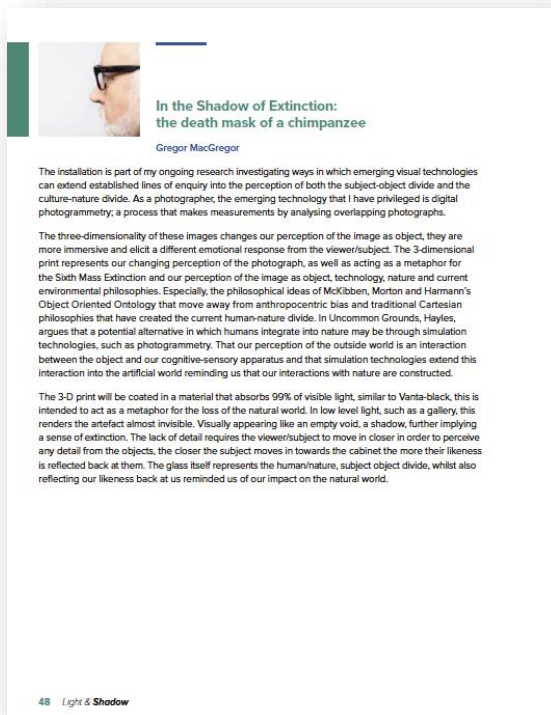 In the Shadow of Extinction:
the death mask of a chimpanzee
Gregor MacGregor
The installation is part of my ongoing research investigating ways in which emerging visual technologies
can extend established lines of enquiry into the perception of both the subject-object divide and the
culture-nature divide. As a photographer, the emerging technology that I have privileged is digital
photogrammetry; a process that makes measurements by analysing overlapping photographs.
The three-dimensionality of these images changes our perception of the image as object, they are
more immersive and elicit a different emotional response from the viewer/subject. The 3-dimensional
print represents our changing perception of the photograph, as well as acting as a metaphor for
the Sixth Mass Extinction and our perception of the image as object, technology, nature and current
environmental philosophies. Especially, the philosophical ideas of McKibben, Morton and Harmann's
Object Oriented Ontology that move away from anthropocentric bias and traditional Cartesian
philosophies that have created the current human-nature divide. In Uncommon Grounds, Hayles,
argues that a potential alternative in which humans integrate into nature may be through simulation
technologies, such as photogrammetry. That our perception of the outside world is an interaction
between the object and our cognitive-sensory apparatus and that simulation technologies extend this
interaction into the artificial world reminding us that our interactions with nature are constructed.
The 3-D print will be coated in a material that absorbs 99% of visible light, similar to Vanta-black, this is
intended to act as a metaphor for the loss of the natural world. In low level light, such as a gallery, this
renders the artefact almost invisible. Visually appearing like an empty void, a shadow, further implying
a sense of extinction. The lack of detail requires the viewer/subject to move in closer in order to perceive
any detail from the objects, the closer the subject moves in towards the cabinet the more their likeness
is reflected back at them. The glass itself represents the human/nature, subject object divide, whilst also
reflecting our likeness back at us reminded us of our impact on the natural world.
48 Light & Shadow